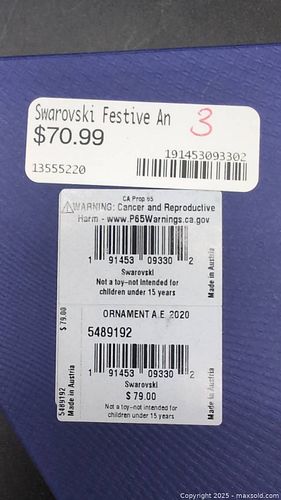 Swarovski Festive An
3
$70.99
191453093302
13555220
CA Prop 65
WARNING: Cancer and Reproductive
Harm - www.P65Warnings.ca.gov
1 91453 09330 2
Swarovski
Not a toy-not intended for
children under 15 years
Made in Austria
$ 79.00
ORNAMENT A.E. 2020
5489192
1 91453 09330 2
Swarovski
$ 79.00
Not a toy-not intended for
children under 15 years
Made in Austria
5489192
Made in Austria
Copyright © 2025 - maxsold.com